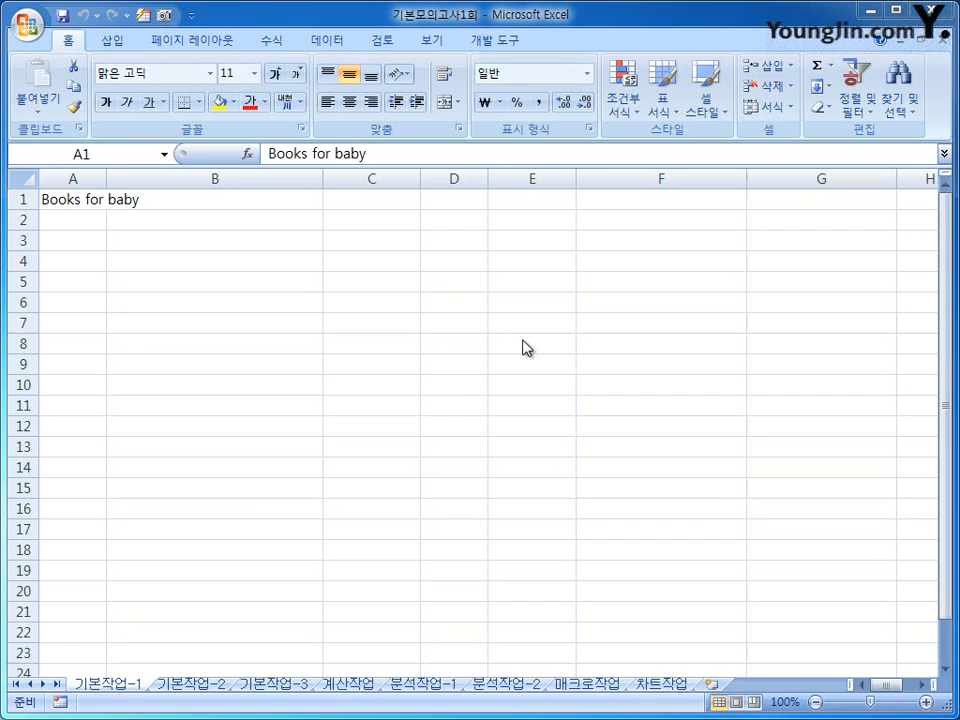 기본모의고사1회 - Microsoft Excel
Younglin.com Y.
홈 삽입 페이지 레이아웃 수식 데이터 검토 보기 개발 도구
맑은 고딕 11 일반
붙여넣기 가 가 가 가 내천 % , 조건부 서식 표 서식 셀 스타일 삽입 삭제 서식 Σ 정렬 및 필터 찾기 및 선택
클립보드 글꼴 맞춤 표시 형식 스타일 셀 편집
A1 fx Books for baby
A B C D E F G H
1 Books for baby
2
3
4
5
6
7
8
9
10
11
12
13
14
15
16
17
18
19
20
21
22
23
24
기본작업-1 기본작업-2 기본작업-3 계산작업 분석작업-1 분석작업-2 매크로작업 차트작업
준비 100%